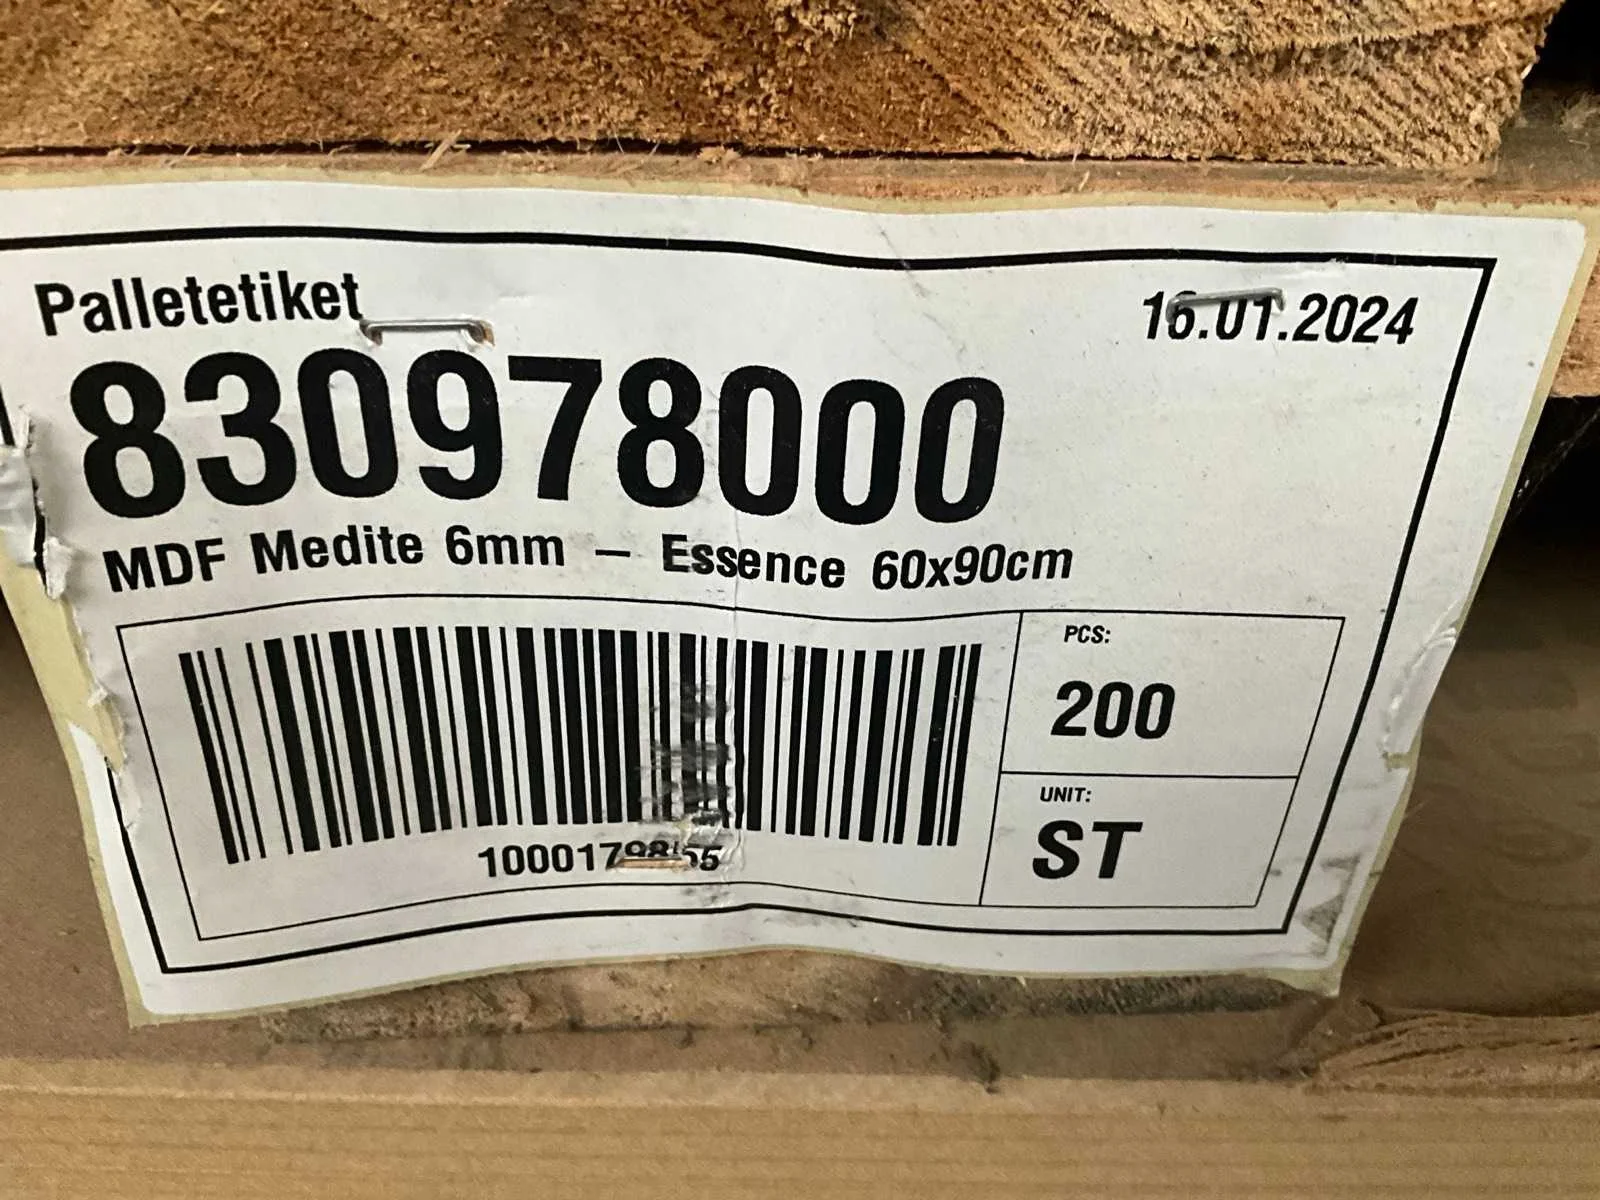 Palletetiket
16.01.2024
830978000
MDF Medite 6mm – Essence 60x90cm
PCS:
200
UNIT:
ST